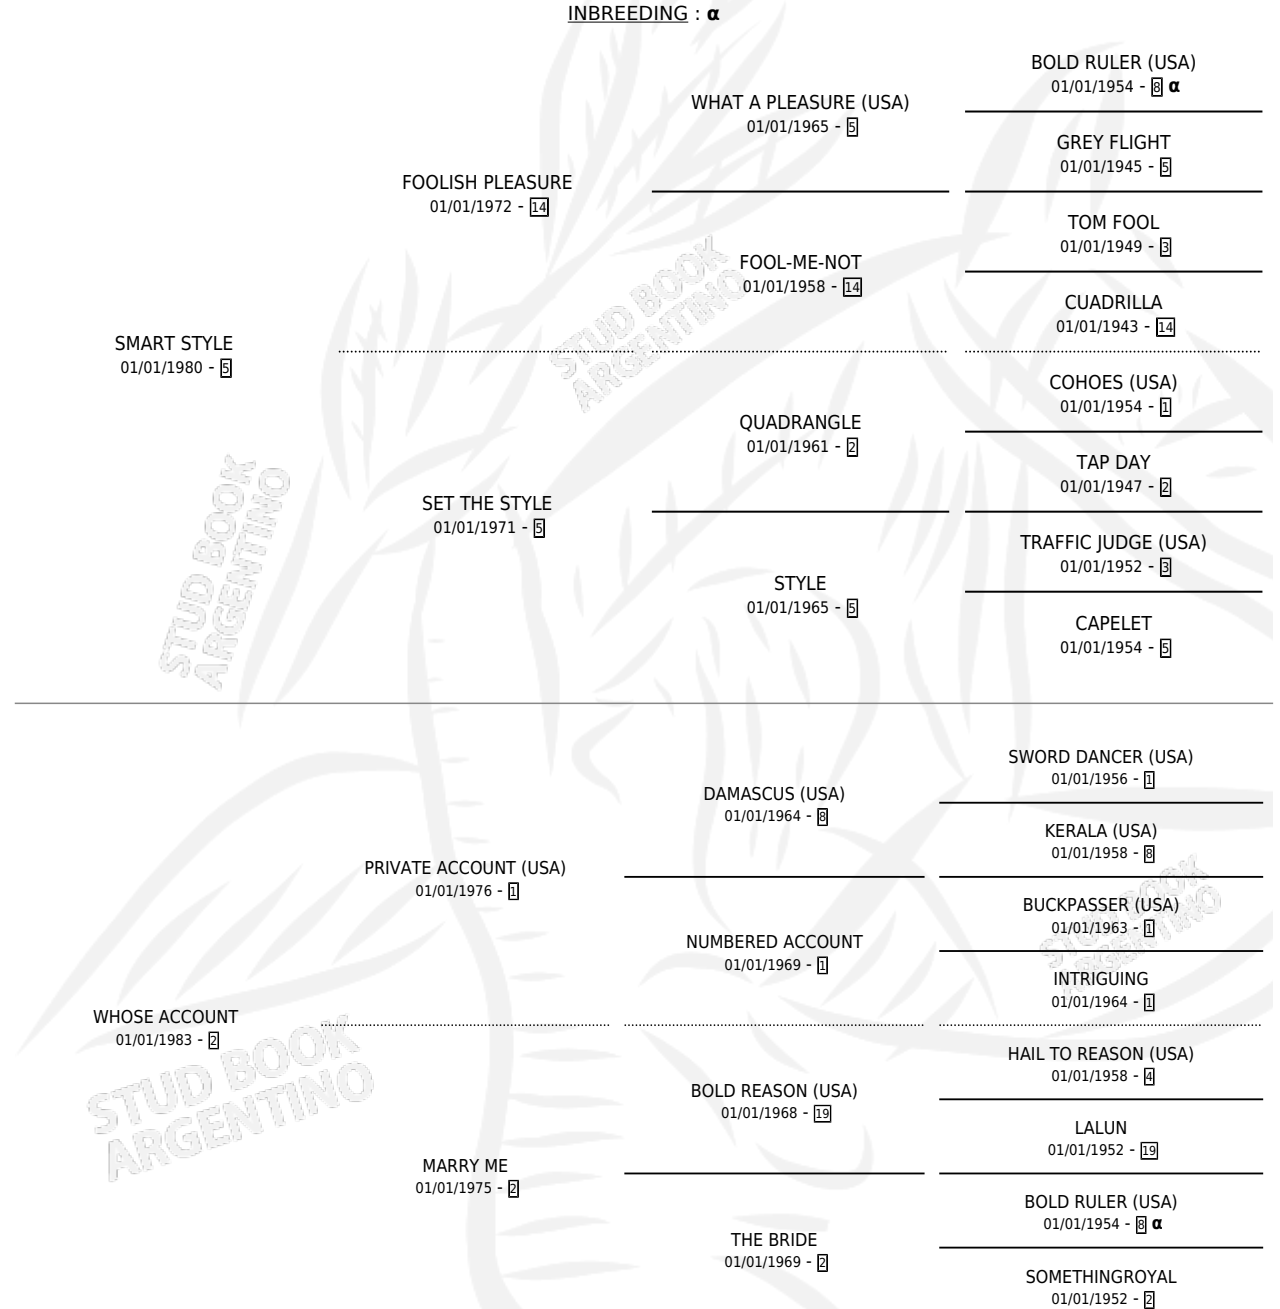 INBREEDING : α
BOLD RULER (USA)
01/01/1954 - 8 α
WHAT A PLEASURE (USA)
01/01/1965 - 5
GREY FLIGHT
01/01/1945 - 5
FOOLISH PLEASURE
01/01/1972 - 14
TOM FOOL
01/01/1949 - 3
FOOL-ME-NOT
01/01/1958 - 14
CUADRILLA
01/01/1943 - 14
SMART STYLE
01/01/1980 - 5
COHOES (USA)
01/01/1954 - 1
QUADRANGLE
01/01/1961 - 2
TAP DAY
01/01/1947 - 2
SET THE STYLE
01/01/1971 - 5
TRAFFIC JUDGE (USA)
01/01/1952 - 3
STYLE
01/01/1965 - 5
CAPELET
01/01/1954 - 5
SWORD DANCER (USA)
01/01/1956 - 1
DAMASCUS (USA)
01/01/1964 - 8
KERALA (USA)
01/01/1958 - 8
PRIVATE ACCOUNT (USA)
01/01/1976 - 1
BUCKPASSER (USA)
01/01/1963 - 1
NUMBERED ACCOUNT
01/01/1969 - 1
INTRIGUING
01/01/1964 - 1
WHOSE ACCOUNT
01/01/1983 - 2
HAIL TO REASON (USA)
01/01/1958 - 4
BOLD REASON (USA)
01/01/1968 - 19
LALUN
01/01/1952 - 19
MARRY ME
01/01/1975 - 2
BOLD RULER (USA)
01/01/1954 - 8 α
THE BRIDE
01/01/1969 - 2
SOMETHINGROYAL
01/01/1952 - 2
STUD BOOK
ARGENTINO
STUD BOOK
ARGENTINO
STUD BOOK
ARGENTINO
STUD BOOK
ARGENTINO